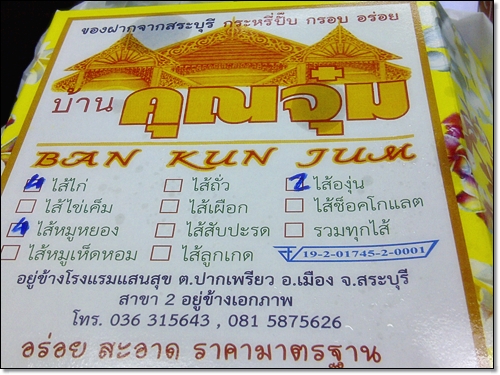 ของฝากจากสระบุรี กระหรี่ปั๊บ กรอบ อร่อย
บ้าน คุณจุ๋ม
BAN KUN JUM
4 ไส้ไก่ ไส้ถั่ว 2 ไส้องุ่น
ไส้ไข่เค็ม ไส้เผือก ไส้ช็อคโกแลต
4 ไส้หมูหยอง ไส้สับปะรด รวมทุกไส้
ไส้หมูเห็ดหอม ไส้ลูกเกด 19-2-01745-2-0001
อยู่ข้างโรงแรมแสนสุข ต.ปากเพรียว อ.เมือง จ.สระบุรี
สาขา 2 อยู่ข้างเอกภาพ
โทร. 036 315643 , 081 5875626
อร่อย สะอาด ราคามาตรฐาน